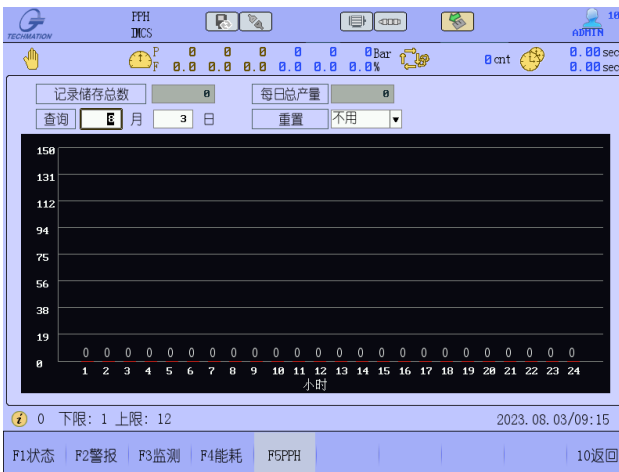 TECHMATION
PPH
IMCS
ADMIN
10
P 0 0 0 0 0 0Bar
F 0.0 0.0 0.0 0.0 0.0 0.0%
0 cnt
0.00 sec
0.00 sec
记录储存总数 0 每日总产量 0
查询 8 月 3 日 重置 不用
150
131
112
94
75
56
38
19
0
0 0 0 0 0 0 0 0 0 0 0 0 0 0 0 0 0 0 0 0 0 0 0 0
1 2 3 4 5 6 7 8 9 10 11 12 13 14 15 16 17 18 19 20 21 22 23 24
小时
i 0 下限: 1 上限: 12 2023.08.03/09:15
F1状态 F2警报 F3监测 F4能耗 F5PPH 10返回